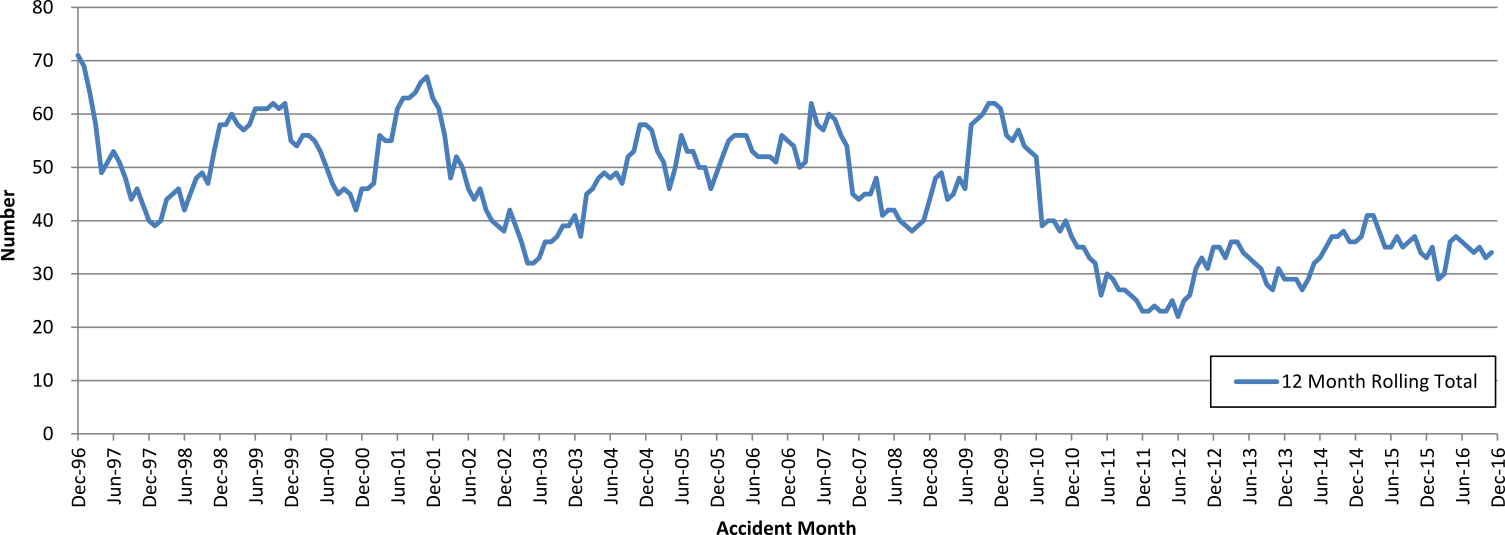 80
70
60
50
40
30
20
10
0
Number
12 Month Rolling Total
Dec-96
Jun-97
Dec-97
Jun-98
Dec-98
Jun-99
Dec-99
Jun-00
Dec-00
Jun-01
Dec-01
Jun-02
Dec-02
Jun-03
Dec-03
Jun-04
Dec-04
Jun-05
Dec-05
Jun-06
Dec-06
Jun-07
Dec-07
Jun-08
Dec-08
Jun-09
Dec-09
Jun-10
Dec-10
Jun-11
Dec-11
Jun-12
Dec-12
Jun-13
Dec-13
Jun-14
Dec-14
Jun-15
Dec-15
Jun-16
Dec-16
Accident Month